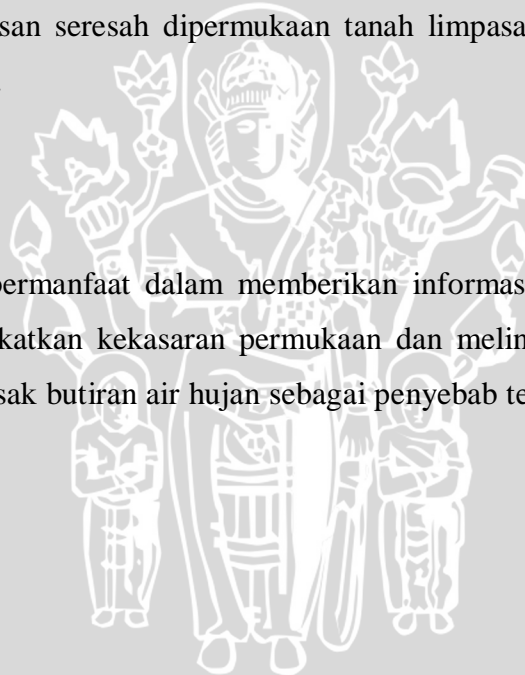 san seresah dipermukaan tanah limpasa
bermanfaat dalam memberikan informas
katkan kekasaran permukaan dan melin
sak butiran air hujan sebagai penyebab te